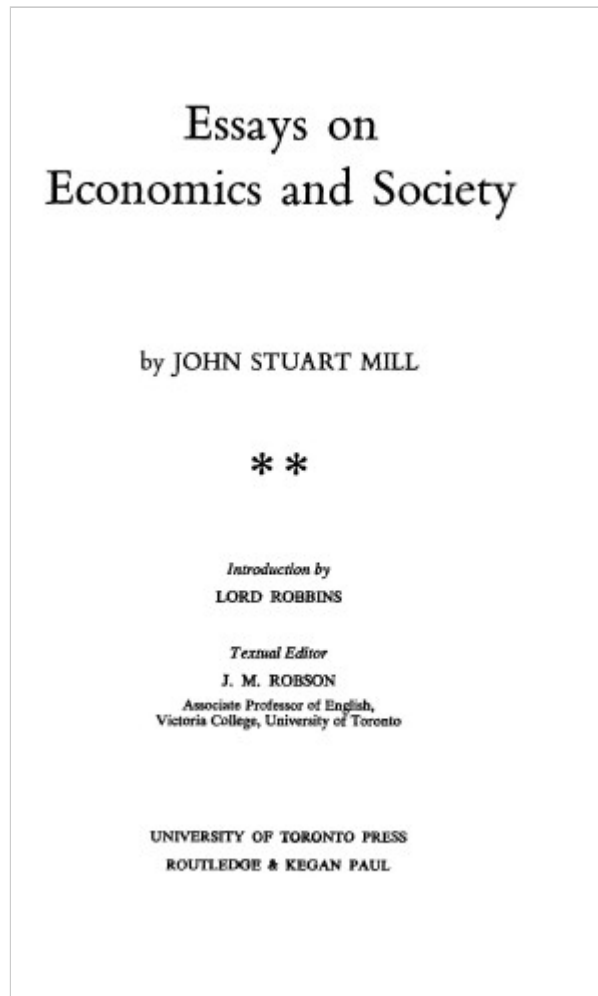 Essays on
Economics and Society
by JOHN STUART MILL
**
Introduction by
LORD ROBBINS
Textual Editor
J. M. ROBSON
Associate Professor of English,
Victoria College, University of Toronto
UNIVERSITY OF TORONTO PRESS
ROUTLEDGE & KEGAN PAUL